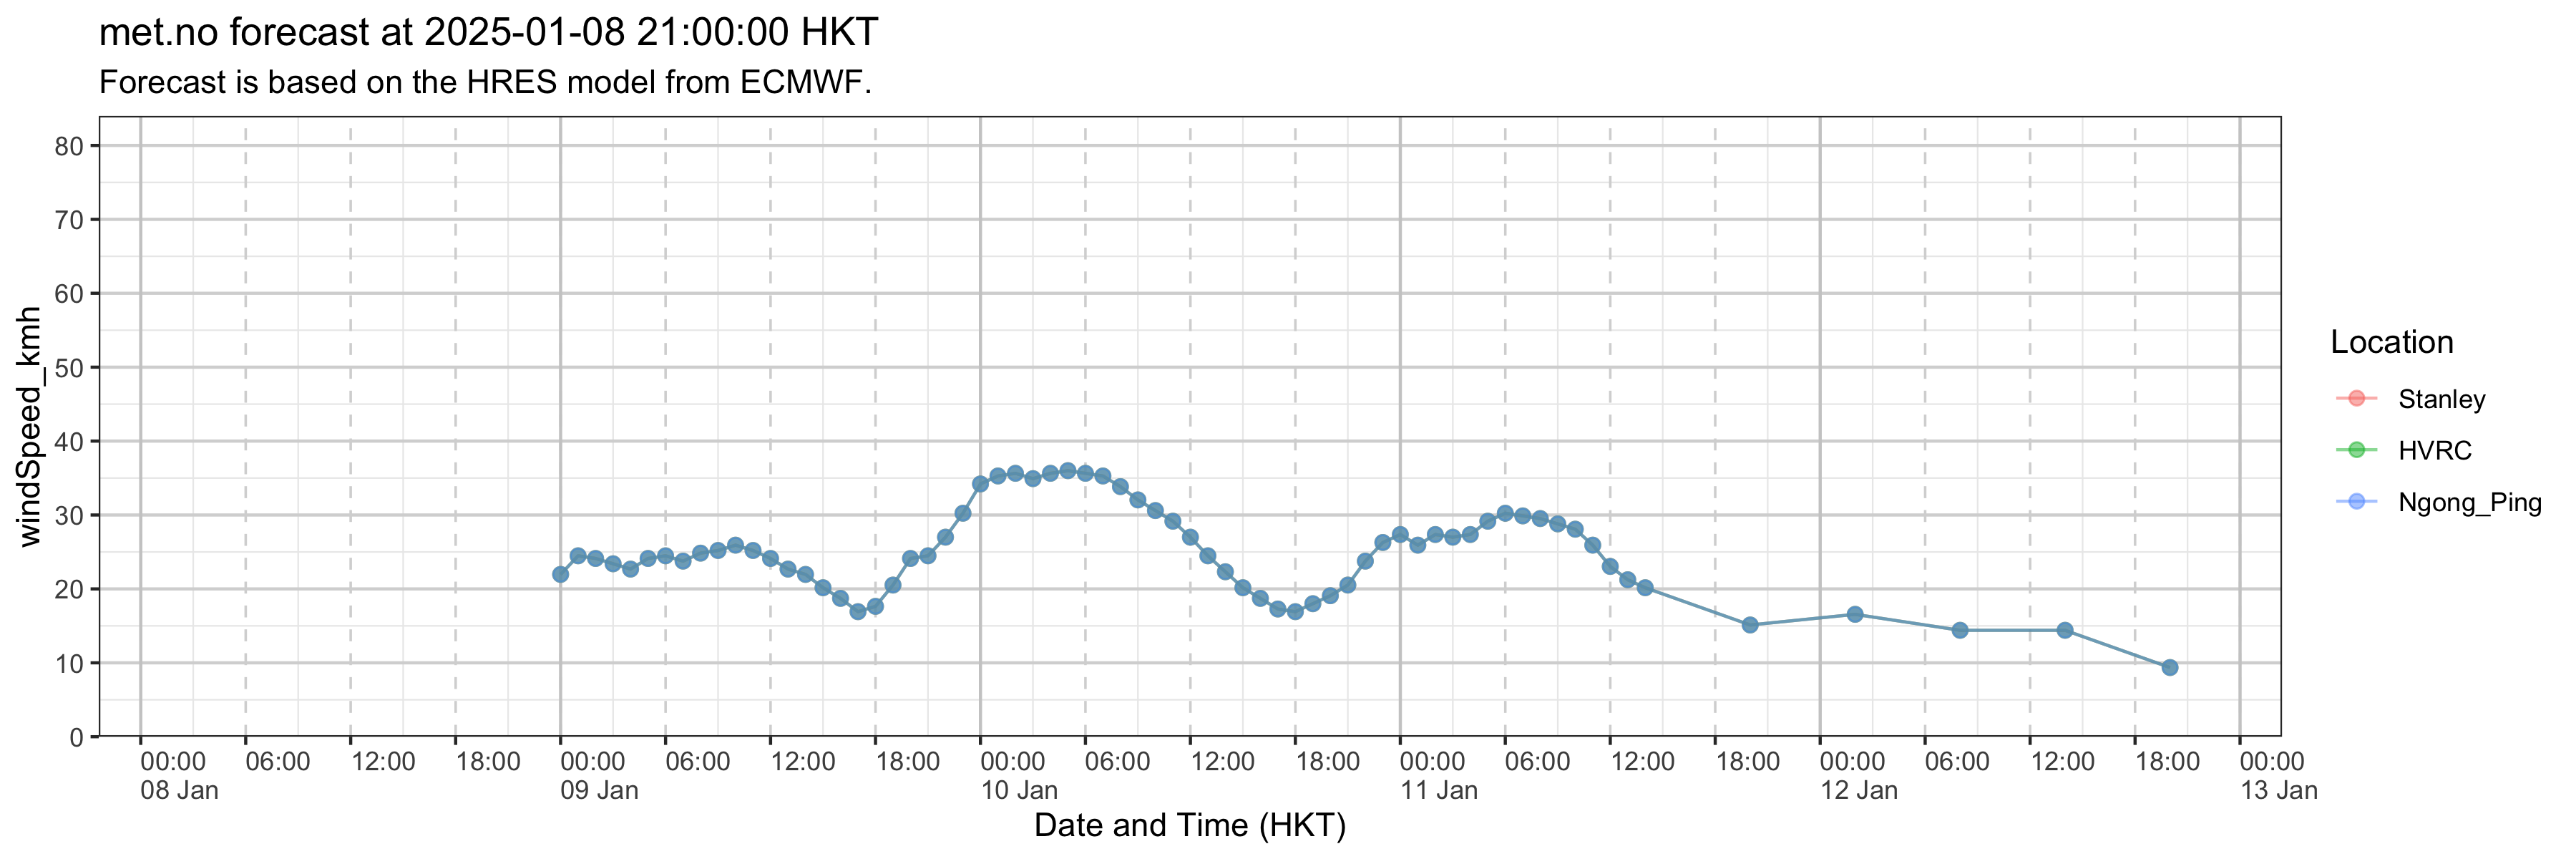 met.no forecast at 2025-01-08 21:00:00 HKT
Forecast is based on the HRES model from ECMWF.
windSpeed_kmh
80
70
60
50
40
30
20
10
0
00:00 06:00 12:00 18:00 00:00 06:00 12:00 18:00 00:00 06:00 12:00 18:00 00:00 06:00 12:00 18:00 00:00 06:00 12:00 18:00 00:00
08 Jan 09 Jan 10 Jan 11 Jan 12 Jan 13 Jan
Date and Time (HKT)
Location
Stanley
HVRC
Ngong_Ping